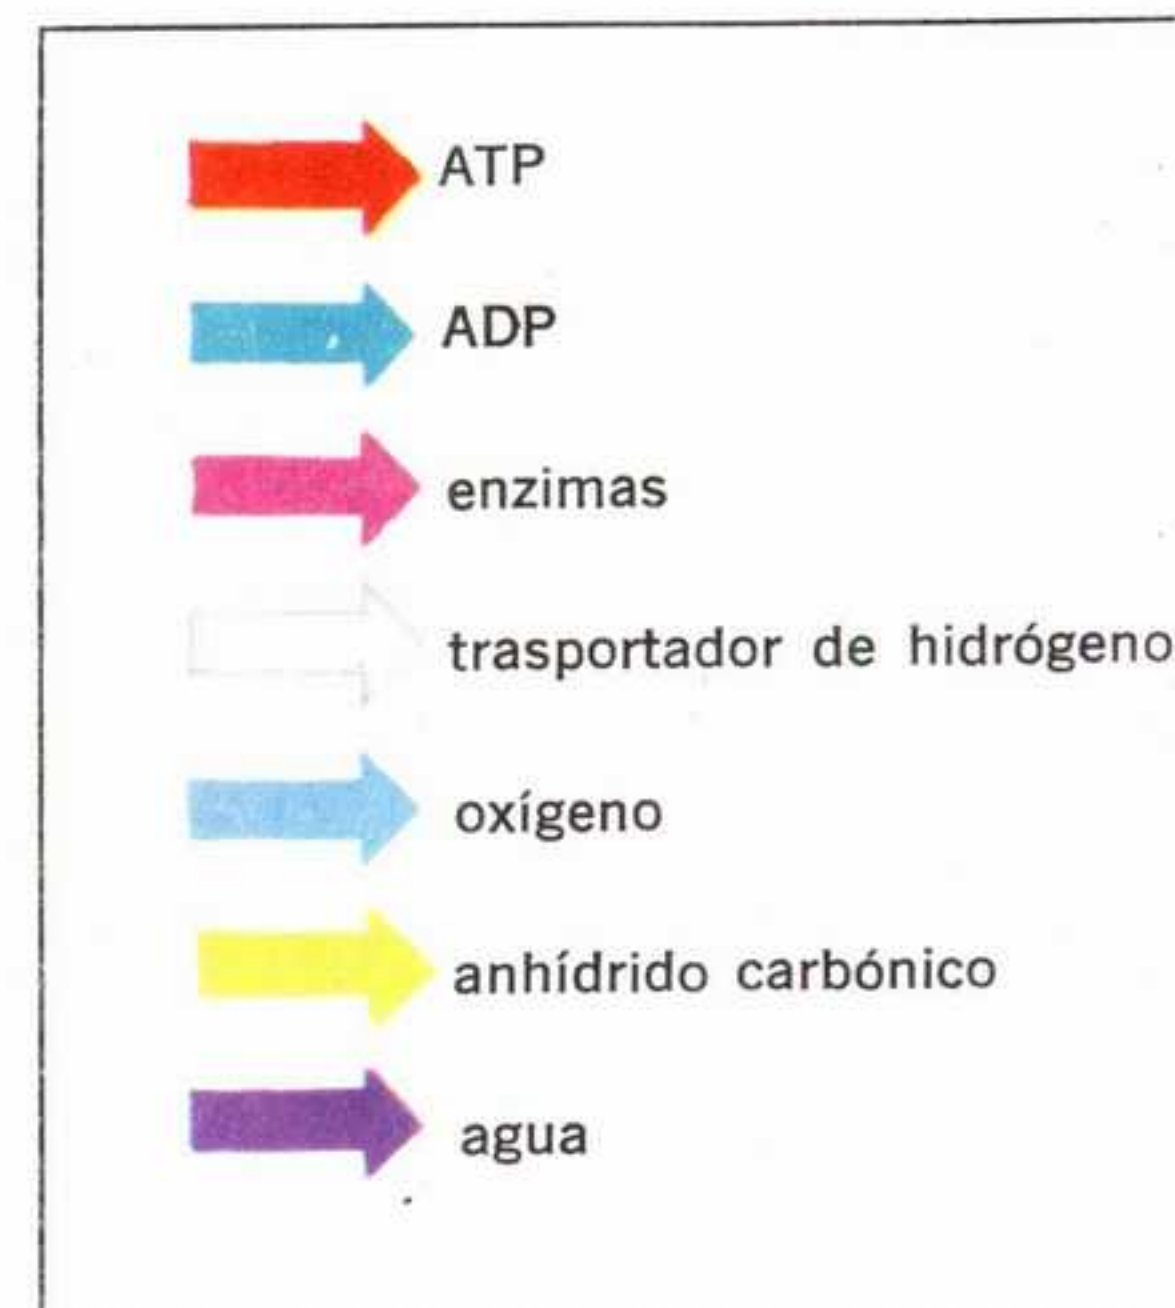 ATP
ADP
enzimas
trasportador de hidrógeno
oxígeno
anhídrido carbónico
agua